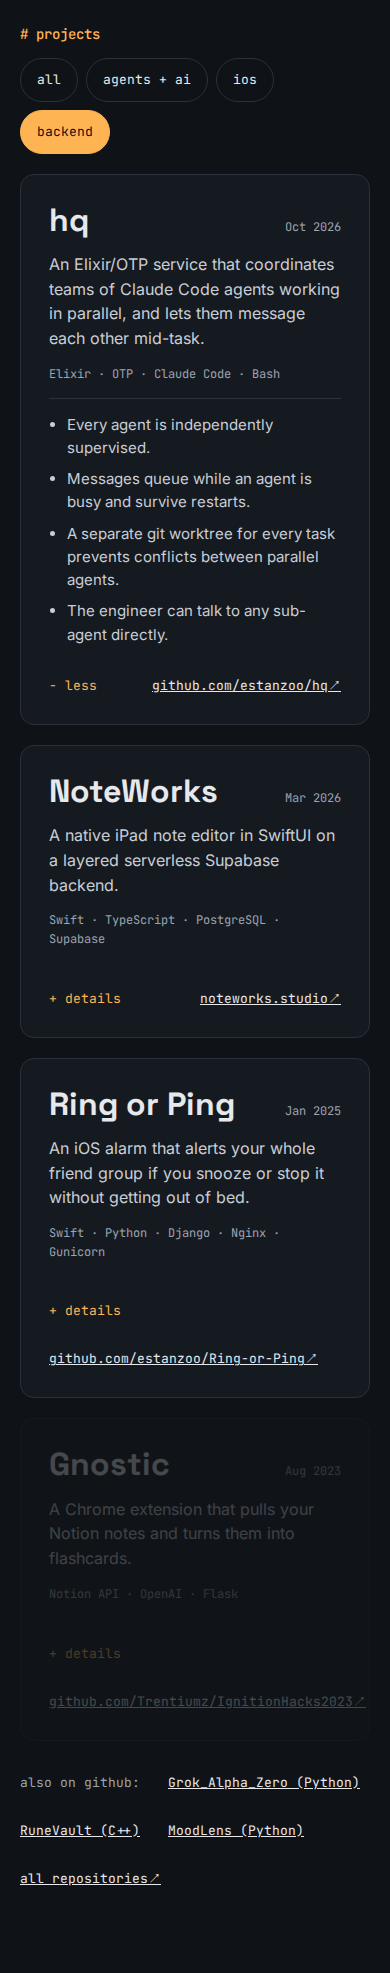 # projects
all
agents + ai
ios
backend
hq
Oct 2026
An Elixir/OTP service that coordinates
teams of Claude Code agents working
in parallel, and lets them message
each other mid-task.
Elixir · OTP · Claude Code · Bash
• Every agent is independently
supervised.
• Messages queue while an agent is
busy and survive restarts.
• A separate git worktree for every task
prevents conflicts between parallel
agents.
• The engineer can talk to any sub-
agent directly.
- less
github.com/estanzoo/hq↗
NoteWorks
Mar 2026
A native iPad note editor in SwiftUI on
a layered serverless Supabase
backend.
Swift · TypeScript · PostgreSQL ·
Supabase
+ details
noteworks.studio↗
Ring or Ping
Jan 2025
An iOS alarm that alerts your whole
friend group if you snooze or stop it
without getting out of bed.
Swift · Python · Django · Nginx ·
Gunicorn
+ details
github.com/estanzoo/Ring-or-Ping↗
Gnostic
Aug 2023
A Chrome extension that pulls your
Notion notes and turns them into
flashcards.
Notion API · OpenAI · Flask
+ details
github.com/Trentiumz/IgnitionHacks2023↗
also on github:
Grok_Alpha_Zero (Python)
RuneVault (C++)
MoodLens (Python)
all repositories↗